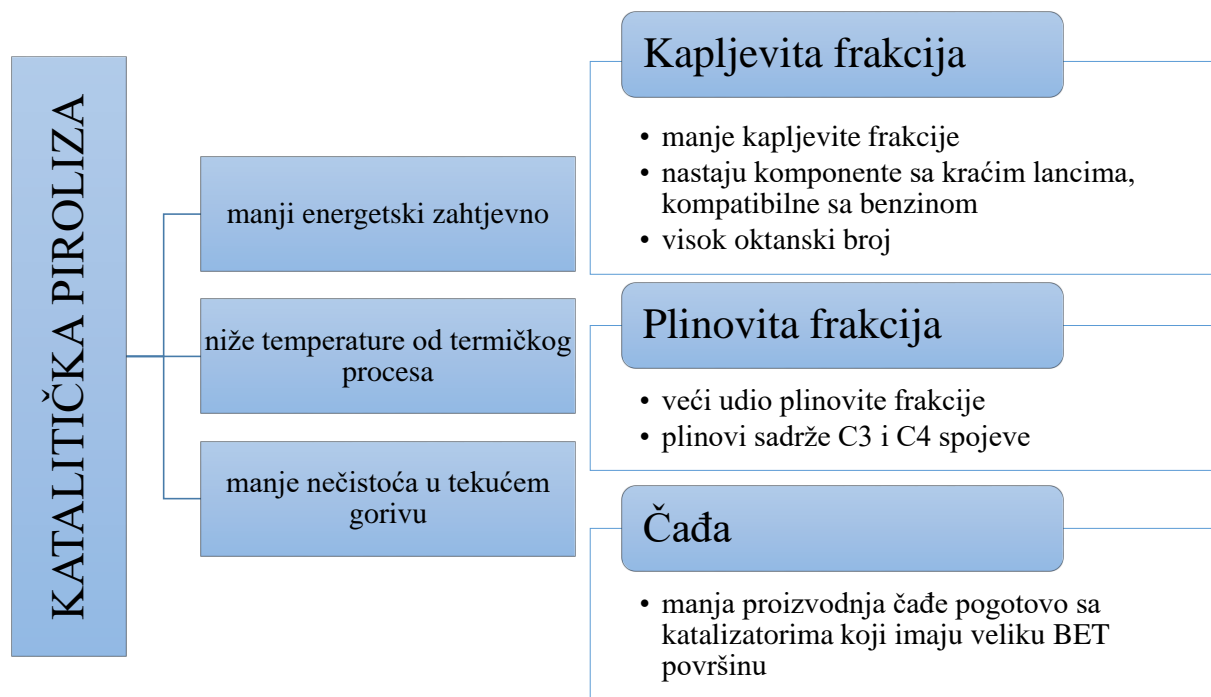 KATALITIČKA PIROLIZA
manji energetski zahtjevno
niže temperature od termičkog
procesa
manje nečistoća u tekućem
gorivu
Kapljevita frakcija
• manje kapljevite frakcije
• nastaju komponente sa kraćim lancima,
kompatibilne sa benzinom
• visok oktanski broj
Plinovita frakcija
• veći udio plinovite frakcije
• plinovi sadrže C3 i C4 spojeve
Čađa
• manja proizvodnja čađe pogotovo sa
katalizatorima koji imaju veliku BET
površinu